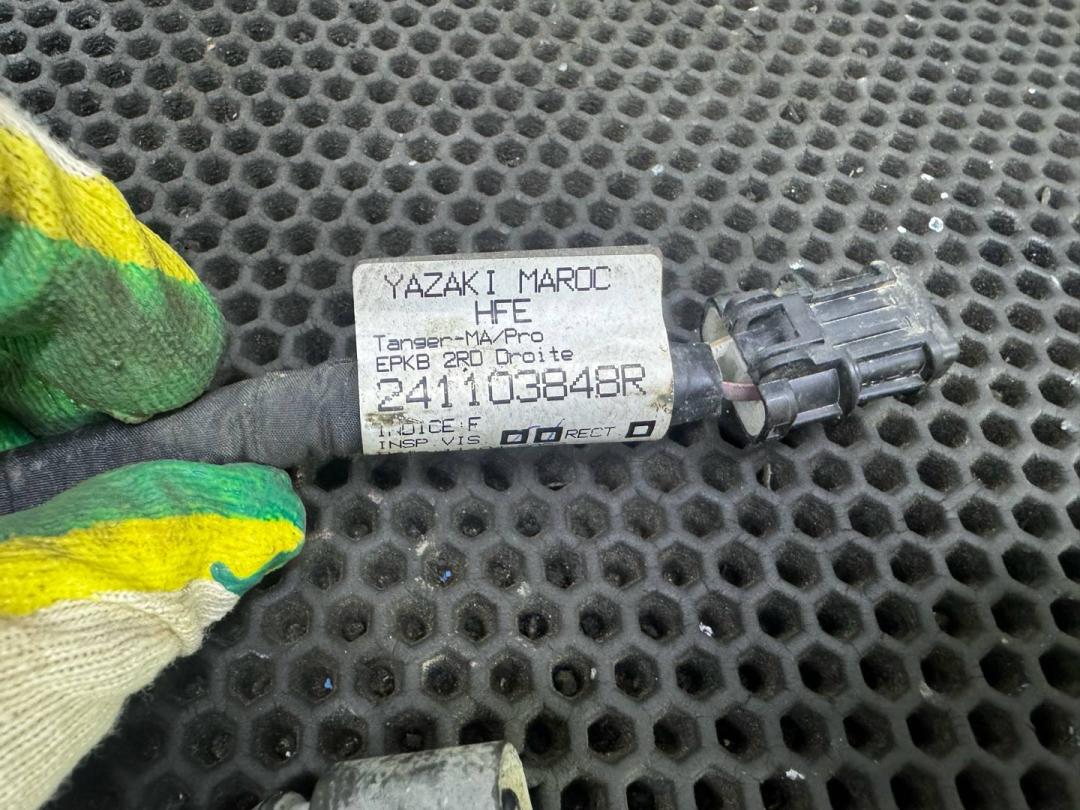 YAZAKI MAROC
HFE
Tanger-MA/Pro
EPKB 2RD Droite
241103848R
INDICE:F
INSP VIS RECT